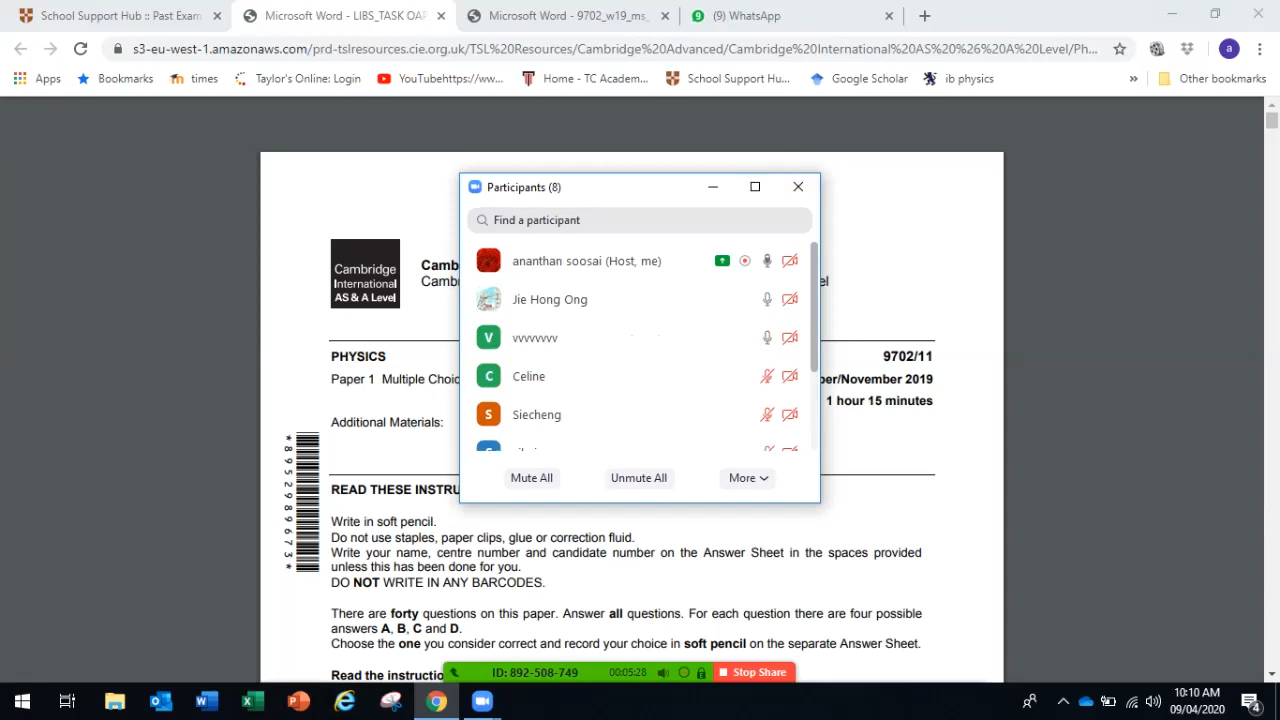 School Support Hub :: Past Exam
Microsoft Word - LIBS_TASK OAP
Microsoft Word - 9702_w19_ms_
9
(9) WhatsApp
s3-eu-west-1.amazonaws.com/prd-tslresources.cie.org.uk/TSL%20Resources/Cambridge%20Advanced/Cambridge%20International%20AS%20%26%20A%20Level/Ph...
a
Apps
Bookmarks
times
Taylor's Online: Login
YouTubehttps://ww...
Home - TC Academ...
School Support Hu...
Google Scholar
ib physics
»
Other bookmarks
Participants (8)
Find a participant
ananthan soosai (Host, me)
Jie Hong Ong
V
vvvvvvvv
C
Celine
S
Siecheng
Mute All
Unmute All
More
Cambridge
International
AS & A Level
Camb
Camb
el
PHYSICS
9702/11
Paper 1 Multiple Choic
ber/November 2019
1 hour 15 minutes
Additional Materials:
*8952989673*
READ THESE INSTRU
Write in soft pencil.
Do not use staples, paper clips, glue or correction fluid.
Write your name, centre number and candidate number on the Answer Sheet in the spaces provided
unless this has been done for you.
DO NOT WRITE IN ANY BARCODES.
There are forty questions on this paper. Answer all questions. For each question there are four possible
answers A, B, C and D.
Choose the one you consider correct and record your choice in soft pencil on the separate Answer Sheet.
Read the instructio
ID: 892-508-749
00:05:28
Stop Share
10:10 AM
09/04/2020
4